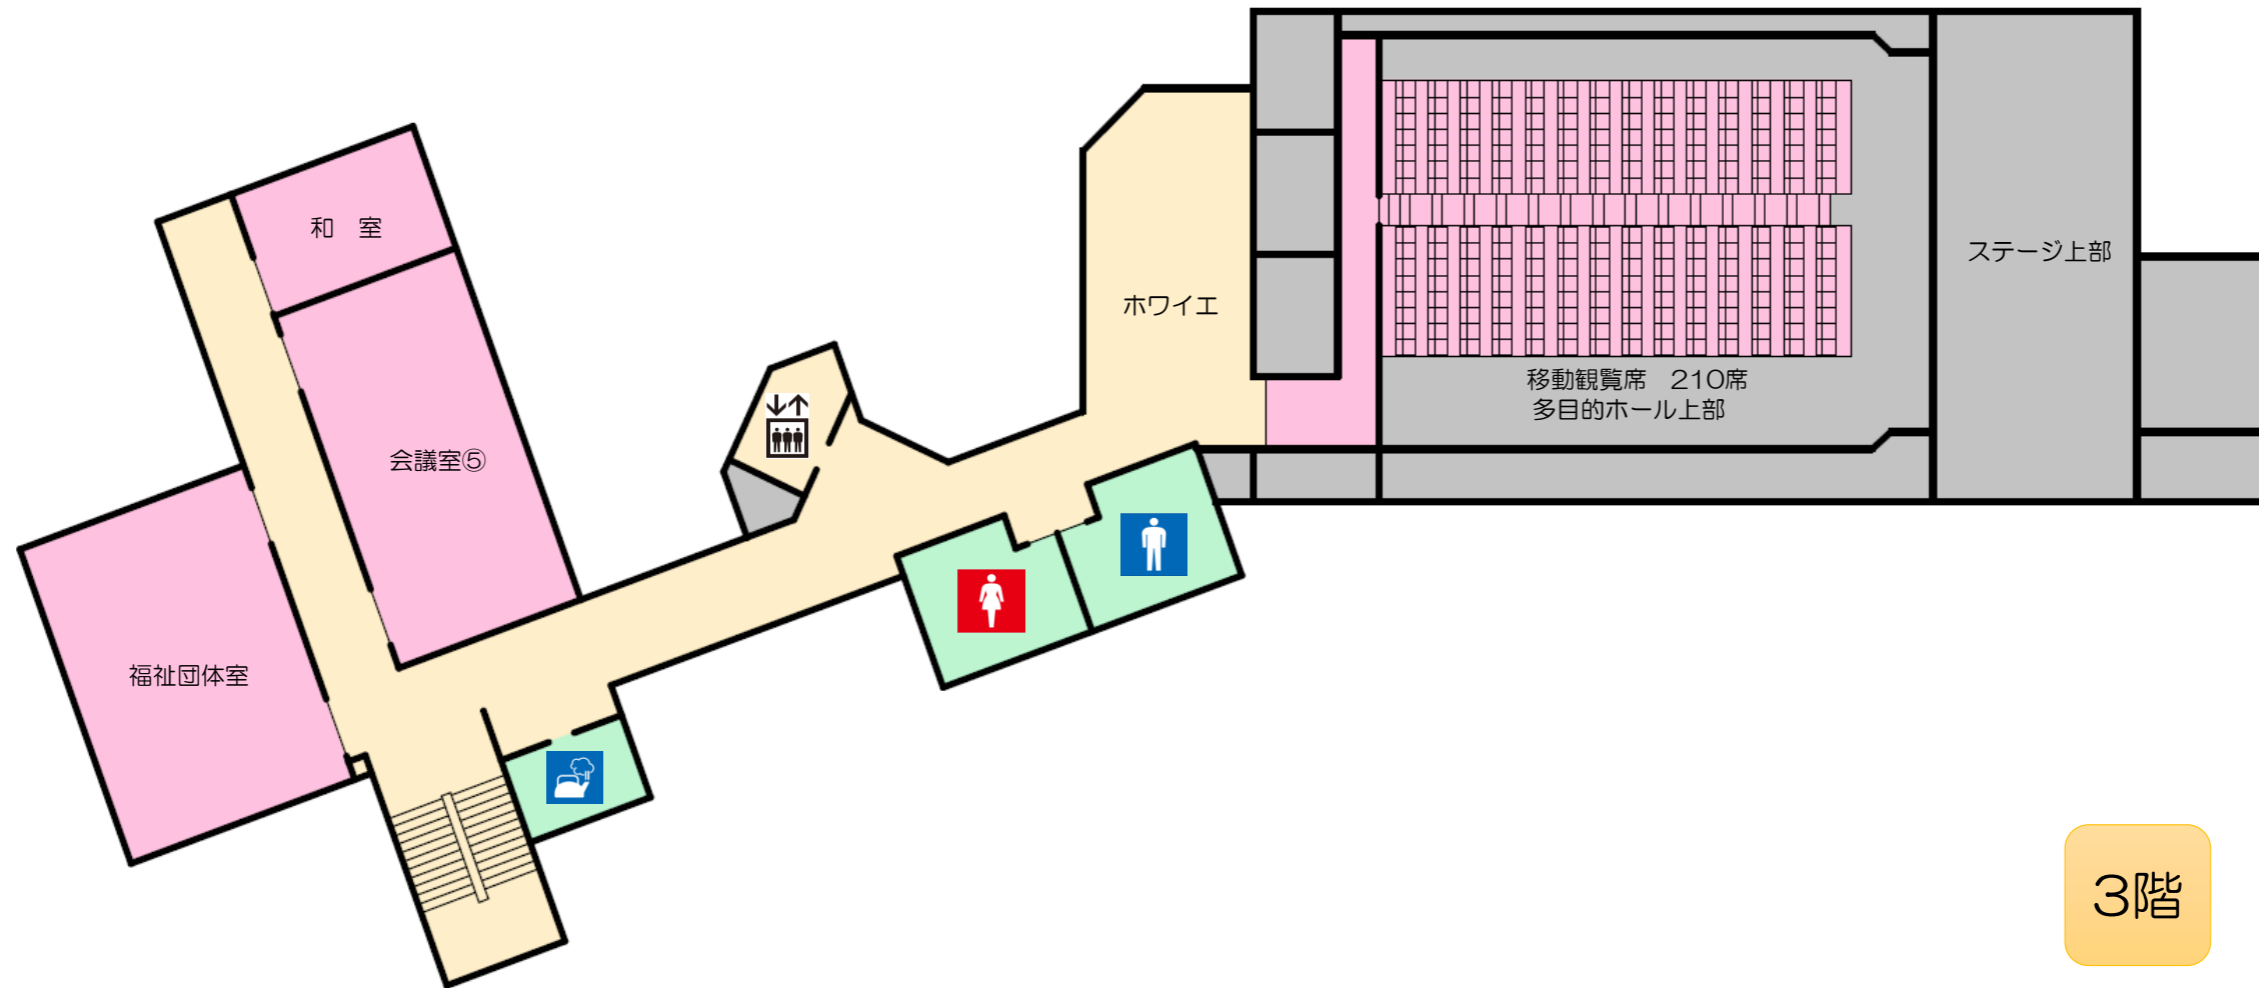 和　室
ステージ上部
ホワイエ
移動観覧席　210席
多目的ホール上部
会議室⑤
福祉団体室
3階